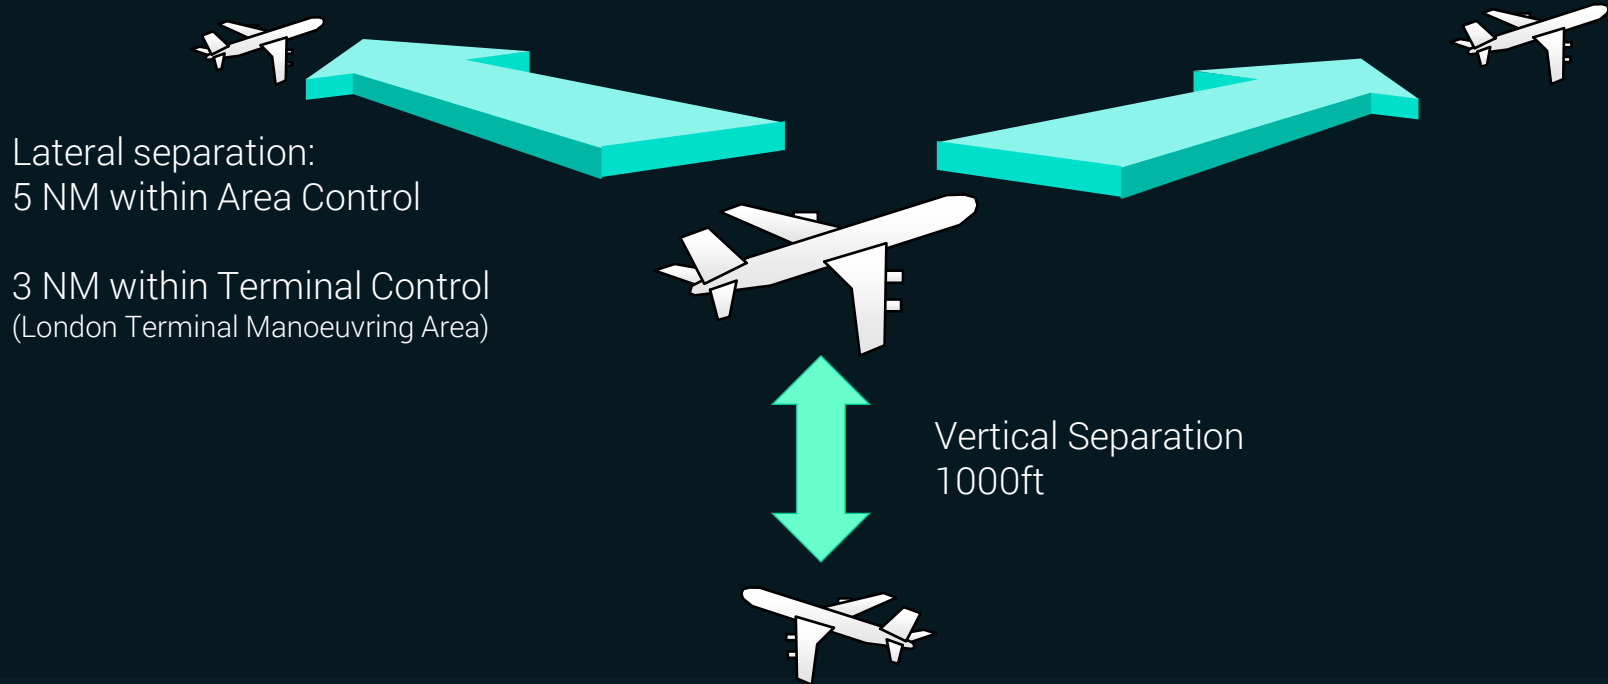 Lateral separation:
5 NM within Area Control
3 NM within Terminal Control
(London Terminal Manoeuvring Area)
Vertical Separation
1000ft